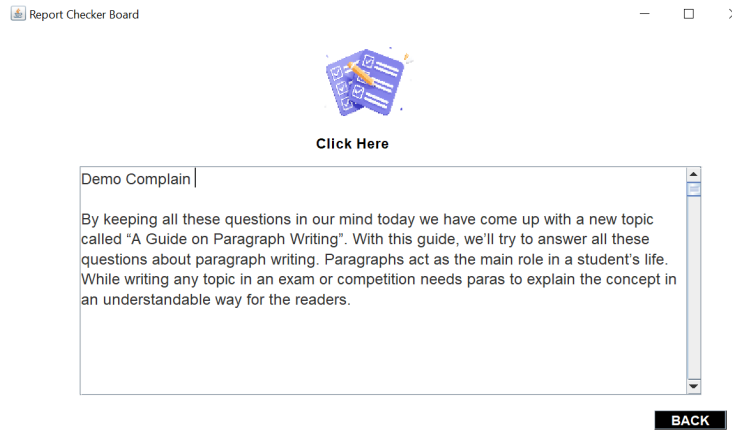 Report Checker Board
Click Here
Demo Complain
By keeping all these questions in our mind today we have come up with a new topic
called “A Guide on Paragraph Writing”. With this guide, we’ll try to answer all these
questions about paragraph writing. Paragraphs act as the main role in a student’s life.
While writing any topic in an exam or competition needs paras to explain the concept in
an understandable way for the readers.
BACK